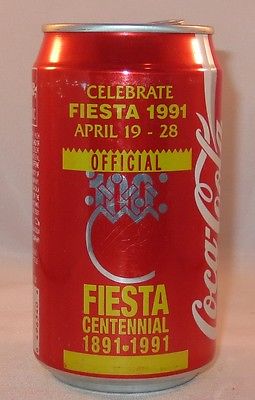 CELEBRATE
FIESTA 1991
APRIL 19 - 28
OFFICIAL
100
FIESTA
CENTENNIAL
1891•1991
Coca-Cola